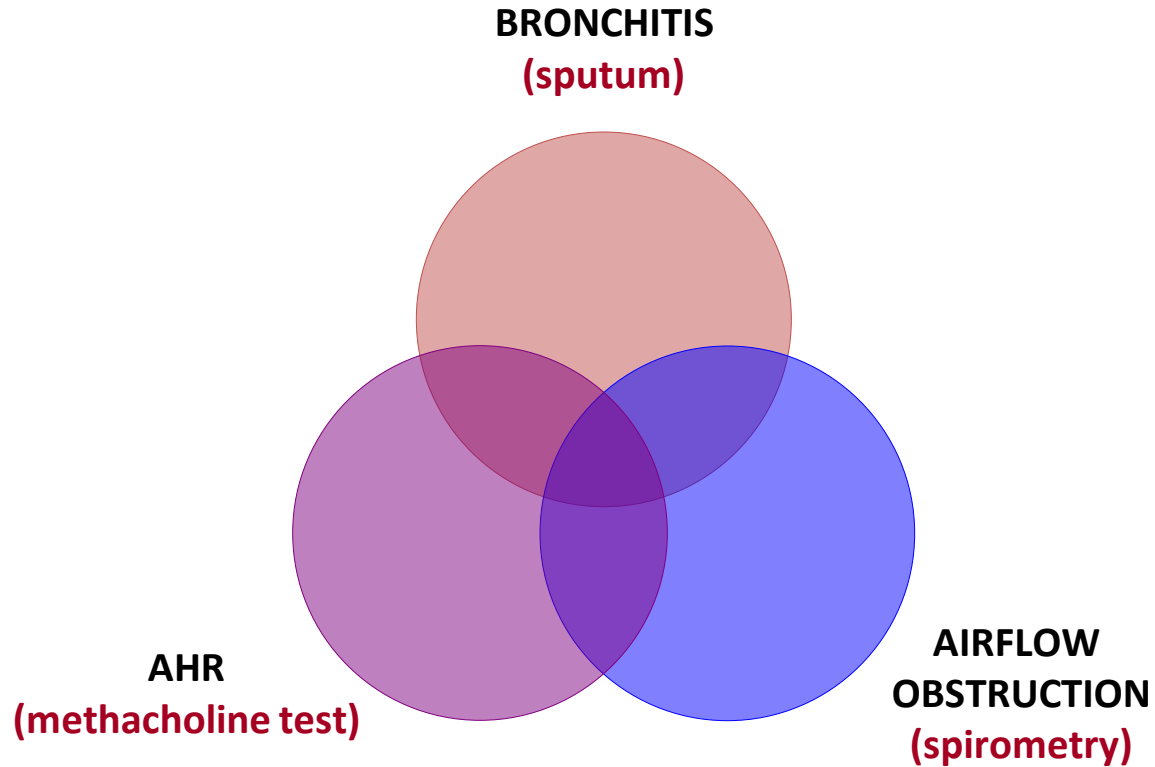 BRONCHITIS
(sputum)
AHR
(methacholine test)
AIRFLOW
OBSTRUCTION
(spirometry)